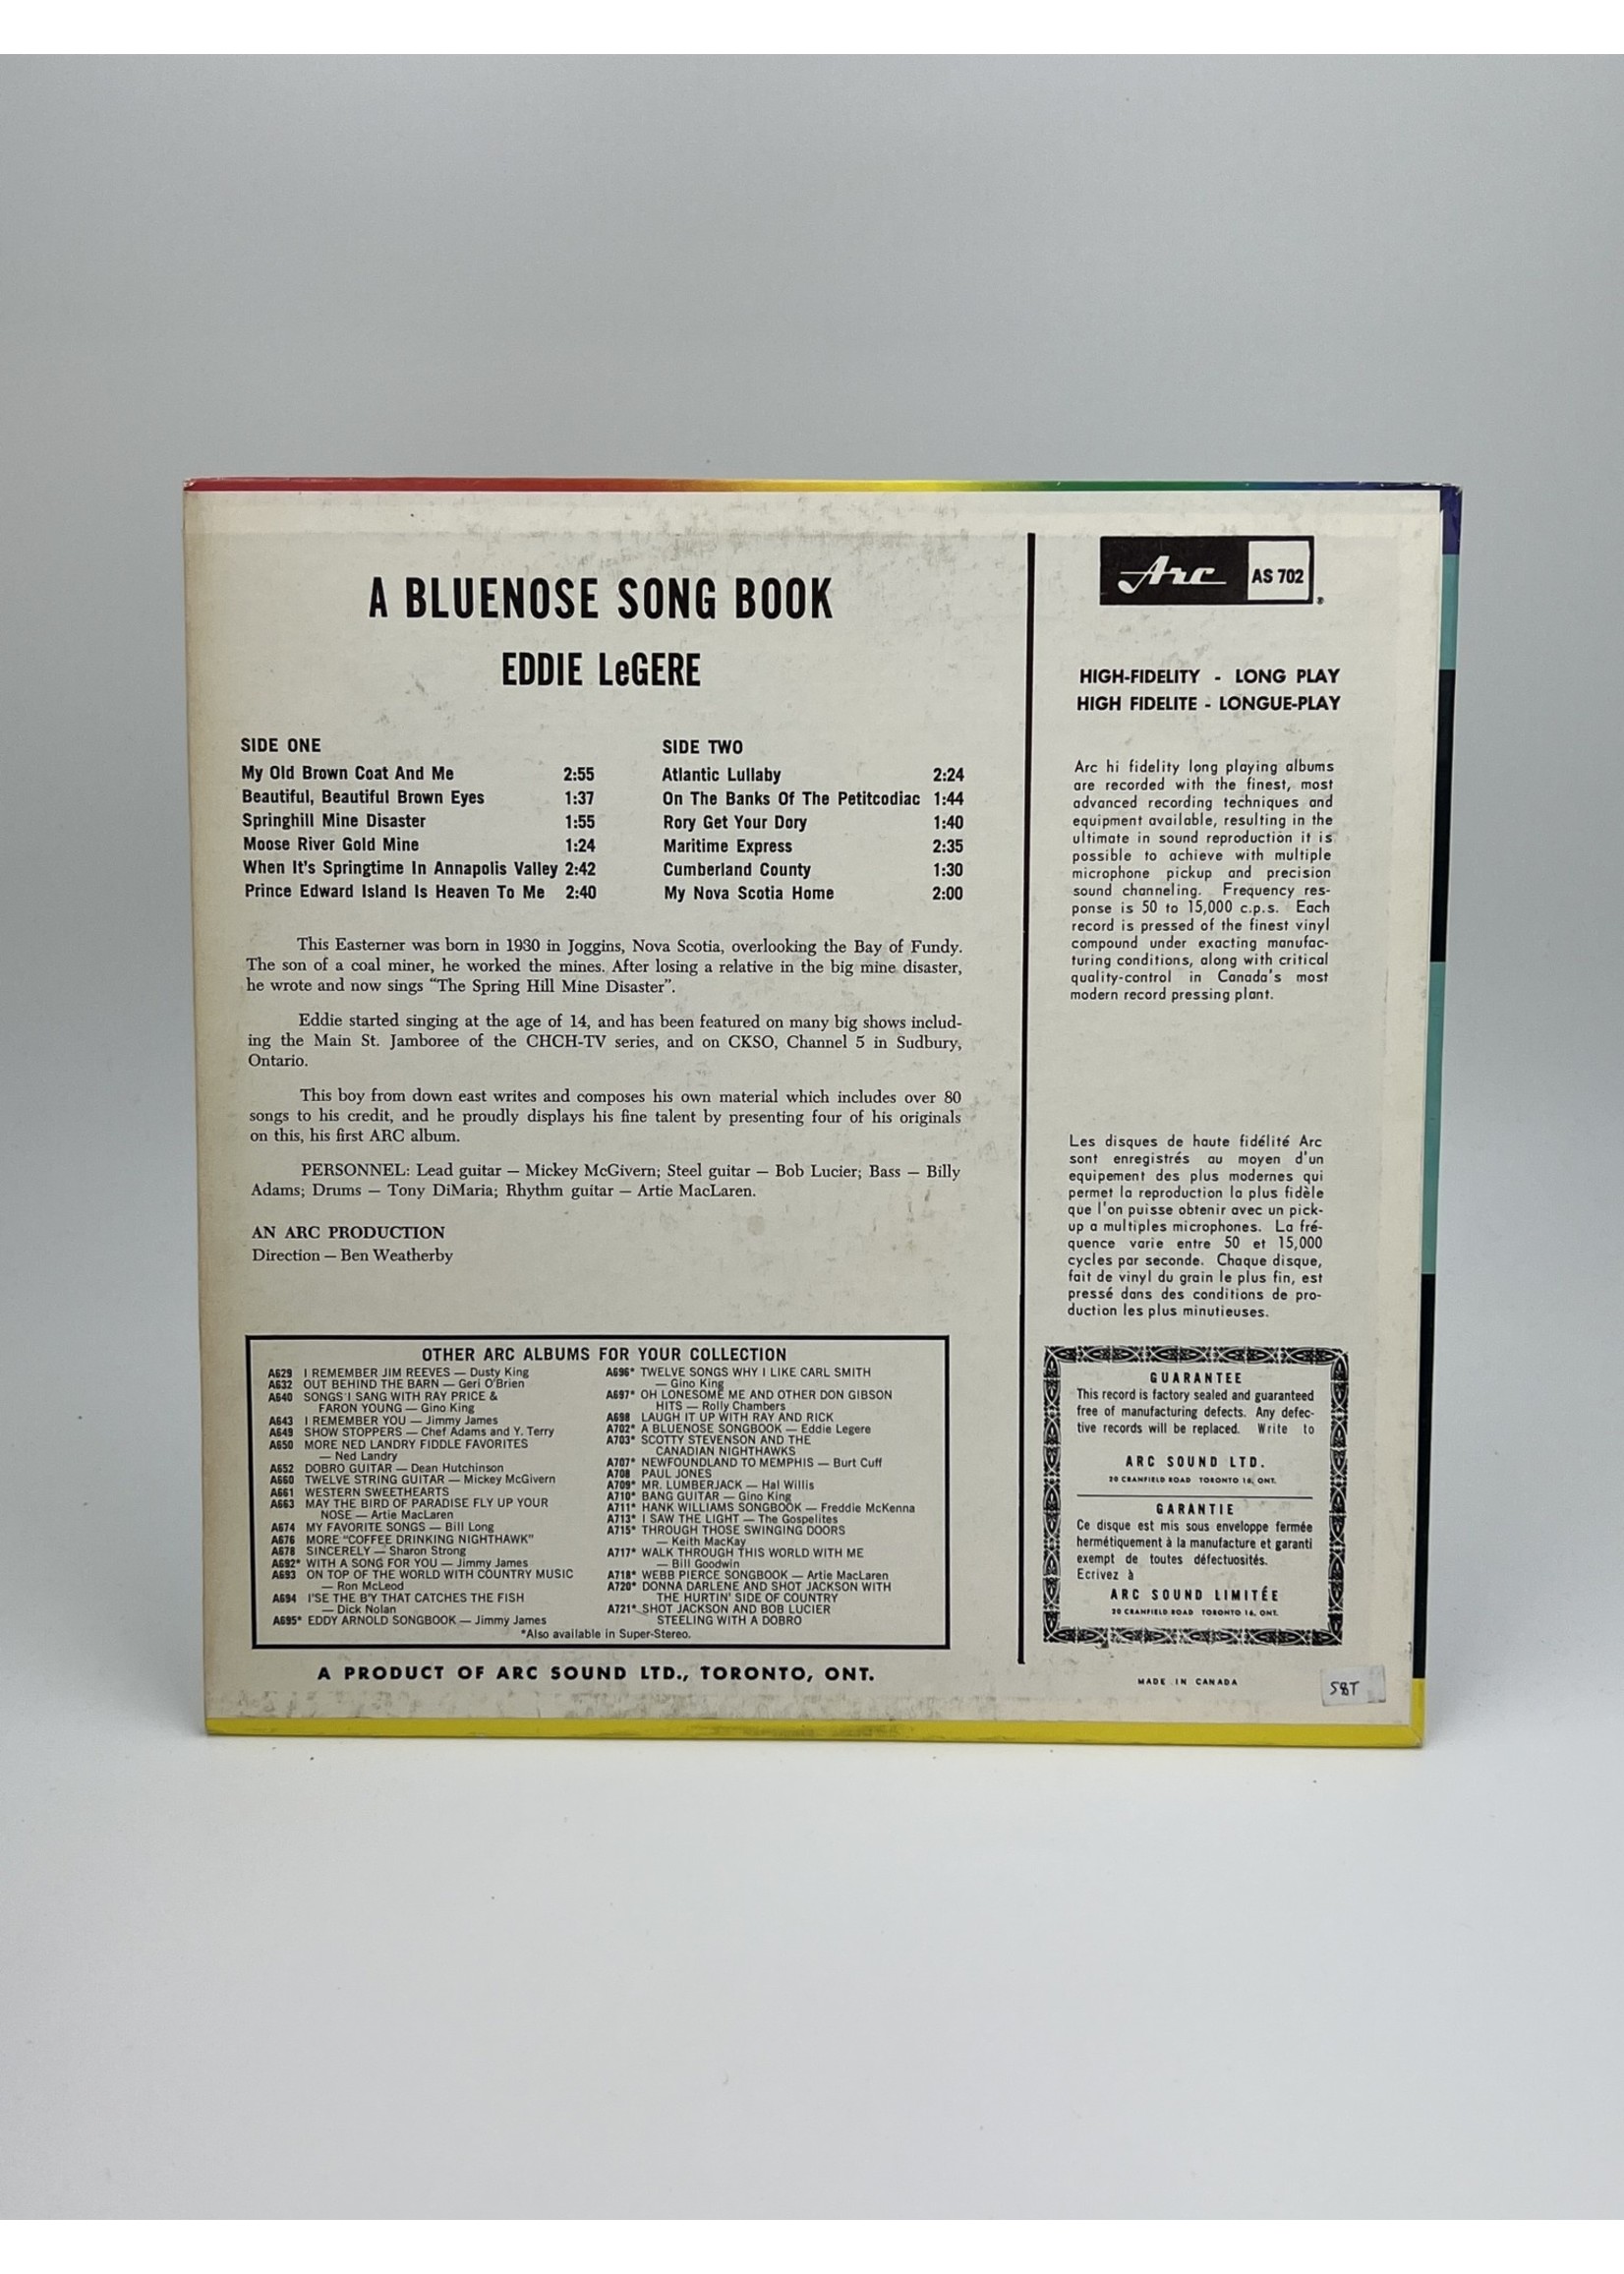 A BLUENOSE SONG BOOK
EDDIE LeGERE
SIDE ONE
My Old Brown Coat And Me 2:55
Beautiful, Beautiful Brown Eyes 1:37
Springhill Mine Disaster 1:55
Moose River Gold Mine 1:24
When It's Springtime In Annapolis Valley 2:42
Prince Edward Island Is Heaven To Me 2:40
SIDE TWO
Atlantic Lullaby 2:24
On The Banks Of The Petitcodiac 1:44
Rory Get Your Dory 1:40
Maritime Express 2:35
Cumberland County 1:30
My Nova Scotia Home 2:00
This Easterner was born in 1930 in Joggins, Nova Scotia, overlooking the Bay of Fundy.
The son of a coal miner, he worked the mines. After losing a relative in the big mine disaster,
he wrote and now sings "The Spring Hill Mine Disaster".
Eddie started singing at the age of 14, and has been featured on many big shows includ-
ing the Main St. Jamboree of the CHCH-TV series, and on CKSO, Channel 5 in Sudbury,
Ontario.
This boy from down east writes and composes his own material which includes over 80
songs to his credit, and he proudly displays his fine talent by presenting four of his originals
on this, his first ARC album.
PERSONNEL: Lead guitar — Mickey McGivern; Steel guitar — Bob Lucier; Bass — Billy
Adams; Drums — Tony DiMaria; Rhythm guitar — Artie MacLaren.
AN ARC PRODUCTION
Direction — Ben Weatherby
OTHER ARC ALBUMS FOR YOUR COLLECTION
A629 I REMEMBER JIM REEVES — Dusty King
A632 OUT BEHIND THE BARN — Geri O'Brien
A640 SONGS I SANG WITH RAY PRICE &
FARON YOUNG — Gino King
A643 I REMEMBER YOU — Jimmy James
A649 SHOW STOPPERS — Chef Adams and Y. Terry
A650 MORE NED LANDRY FIDDLE FAVORITES
— Ned Landry
A652 DOBRO GUITAR — Dean Hutchinson
A660 TWELVE STRING GUITAR — Mickey McGivern
A661 WESTERN SWEETHEARTS
A663 MAY THE BIRD OF PARADISE FLY UP YOUR
NOSE — Artie MacLaren
A674 MY FAVORITE SONGS — Bill Long
A676 MORE "COFFEE DRINKING NIGHTHAWK"
A678 SINCERELY — Sharon Strong
A692* WITH A SONG FOR YOU — Jimmy James
A693 ON TOP OF THE WORLD WITH COUNTRY MUSIC
— Ron McLeod
A694 I'SE THE B'Y THAT CATCHES THE FISH
— Dick Nolan
A695* EDDY ARNOLD SONGBOOK — Jimmy James
A696* TWELVE SONGS WHY I LIKE CARL SMITH
— Gino King
A697* OH LONESOME ME AND OTHER DON GIBSON
HITS — Rolly Chambers
A698 LAUGH IT UP WITH RAY AND RICK
A702* A BLUENOSE SONGBOOK — Eddie Legere
A703* SCOTTY STEVENSON AND THE
CANADIAN NIGHTHAWKS
A707* NEWFOUNDLAND TO MEMPHIS — Burt Cuff
A708 PAUL JONES
A709* MR. LUMBERJACK — Hal Willis
A710* BANG GUITAR — Gino King
A711* HANK WILLIAMS SONGBOOK — Freddie McKenna
A713* I SAW THE LIGHT — The Gospelites
A715* THROUGH THOSE SWINGING DOORS
— Keith MacKay
A717* WALK THROUGH THIS WORLD WITH ME
— Bill Goodwin
A718* WEBB PIERCE SONGBOOK — Artie MacLaren
A720* DONNA DARLENE AND SHOT JACKSON WITH
THE HURTIN' SIDE OF COUNTRY
A721* SHOT JACKSON AND BOB LUCIER
STEELING WITH A DOBRO
*Also available in Super-Stereo.
A PRODUCT OF ARC SOUND LTD., TORONTO, ONT.
Arc AS 702
HIGH-FIDELITY - LONG PLAY
HIGH FIDELITE - LONGUE-PLAY
Arc hi fidelity long playing albums
are recorded with the finest, most
advanced recording techniques and
equipment available, resulting in the
ultimate in sound reproduction it is
possible to achieve with multiple
microphone pickup and precision
sound channeling. Frequency res-
ponse is 50 to 15,000 c.p.s. Each
record is pressed of the finest vinyl
compound under exacting manufac-
turing conditions, along with critical
quality-control in Canada's most
modern record pressing plant.
Les disques de haute fidélité Arc
sont enregistrés au moyen d'un
equipement des plus modernes qui
permet la reproduction la plus fidèle
que l'on puisse obtenir avec un pick-
up a multiples microphones. La fré-
quence varie entre 50 et 15,000
cycles par seconde. Chaque disque,
fait de vinyl du grain le plus fin, est
pressé dans des conditions de pro-
duction les plus minutieuses.
GUARANTEE
This record is factory sealed and guaranteed
free of manufacturing defects. Any defec-
tive records will be replaced. Write to
ARC SOUND LTD.
20 CRANFIELD ROAD TORONTO 16, ONT.
GARANTIE
Ce disque est mis sous enveloppe fermée
hermétiquement à la manufacture et garanti
exempt de toutes défectuosités.
Ecrivez à
ARC SOUND LIMITÉE
20 CRANFIELD ROAD TORONTO 16, ONT.
MADE IN CANADA
58T